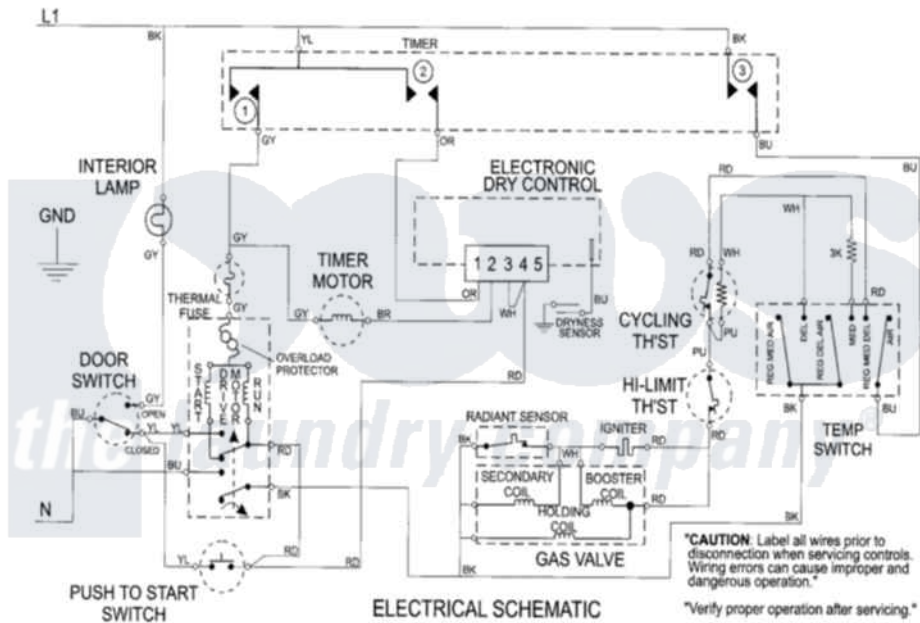 L1
BK
YL
TIMER
BK
1
2
3
GY
OR
BU
INTERIOR
LAMP
GND
GY
GY
THERMAL
FUSE
GY
GY
TIMER
MOTOR
BR
ELECTRONIC
DRY CONTROL
1 2 3 4 5
OR
WH
BU
DRYNESS
SENSOR
RD
OVERLOAD
PROTECTOR
START
DRIVE
MOTOR
RUN
DOOR
SWITCH
BU
GY
OPEN
YL
YL
CLOSED
BU
RD
BK
N
YL
RD
RD
PUSH TO START
SWITCH
RD
BU
WH
RD
WH
3K
RD
CYCLING
TH'ST
PU
PU
HI-LIMIT
TH'ST
RD
REG MED AIR
DEL
REG DEL AIR
MED
REG MED DEL
AIR
BK
BU
TEMP
SWITCH
RADIANT SENSOR
IGNITER
BK
WH
RD
SECONDARY
COIL
BOOSTER
COIL
HOLDING
COIL
RD
BK
GAS VALVE
BK
BK
the laundry company®
ELECTRICAL SCHEMATIC
"CAUTION: Label all wires prior to
disconnection when servicing controls.
Wiring errors can cause improper and
dangerous operation."
"Verify proper operation after servicing."